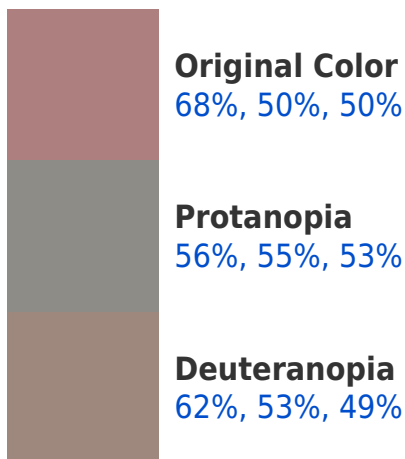 Original Color
68%, 50%, 50%
Protanopia
56%, 55%, 53%
Deuteranopia
62%, 53%, 49%